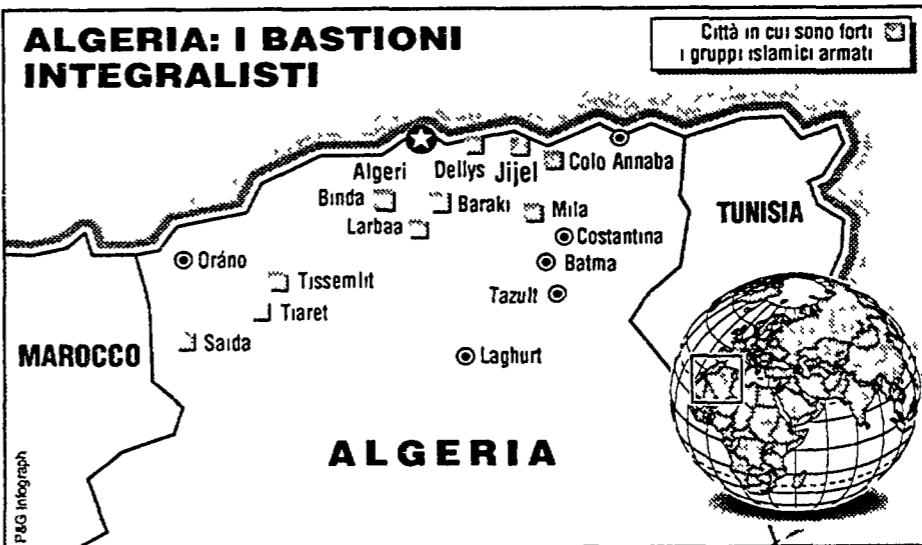 ALGERIA: I BASTIONI
INTEGRALISTI
Città in cui sono forti
i gruppi islamici armati
Algeri
Dellys
Jijel
Colo Annaba
Binda
Baraki
Mila
Larbaa
Costantina
TUNISIA
Oráno
Batma
Tissemlit
Tazult
Tiaret
Saida
MAROCCO
Laghurt
ALGERIA
P&G Infograph